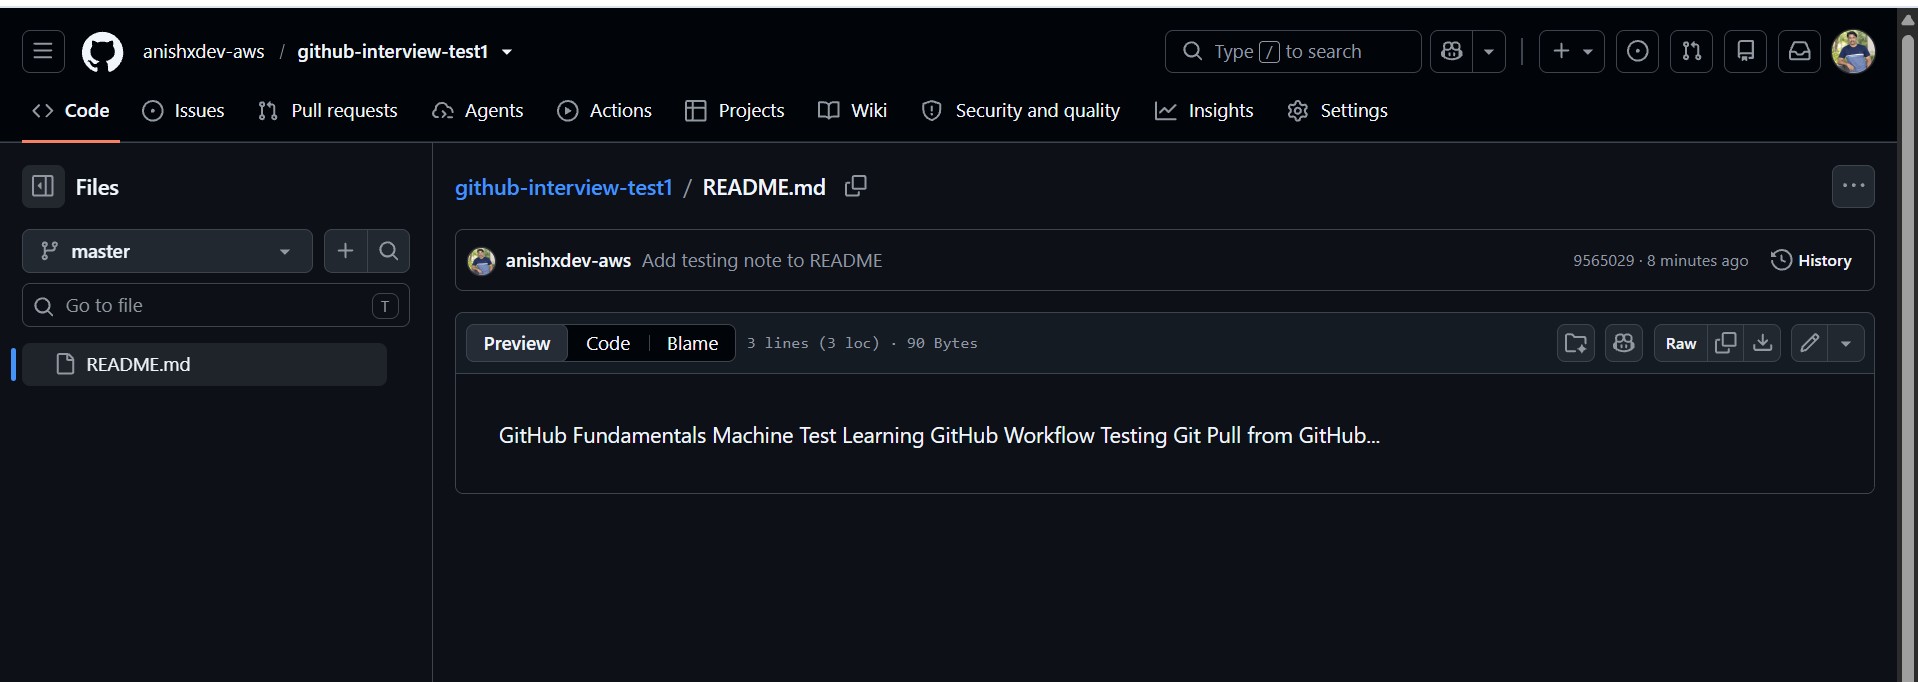 anishxdev-aws / github-interview-test1
Type / to search
Code Issues Pull requests Agents Actions Projects Wiki Security and quality Insights Settings
Files
master
Go to file T
README.md
github-interview-test1 / README.md
anishxdev-aws Add testing note to README 9565029 · 8 minutes ago History
Preview Code Blame 3 lines (3 loc) · 90 Bytes Raw
GitHub Fundamentals Machine Test Learning GitHub Workflow Testing Git Pull from GitHub...